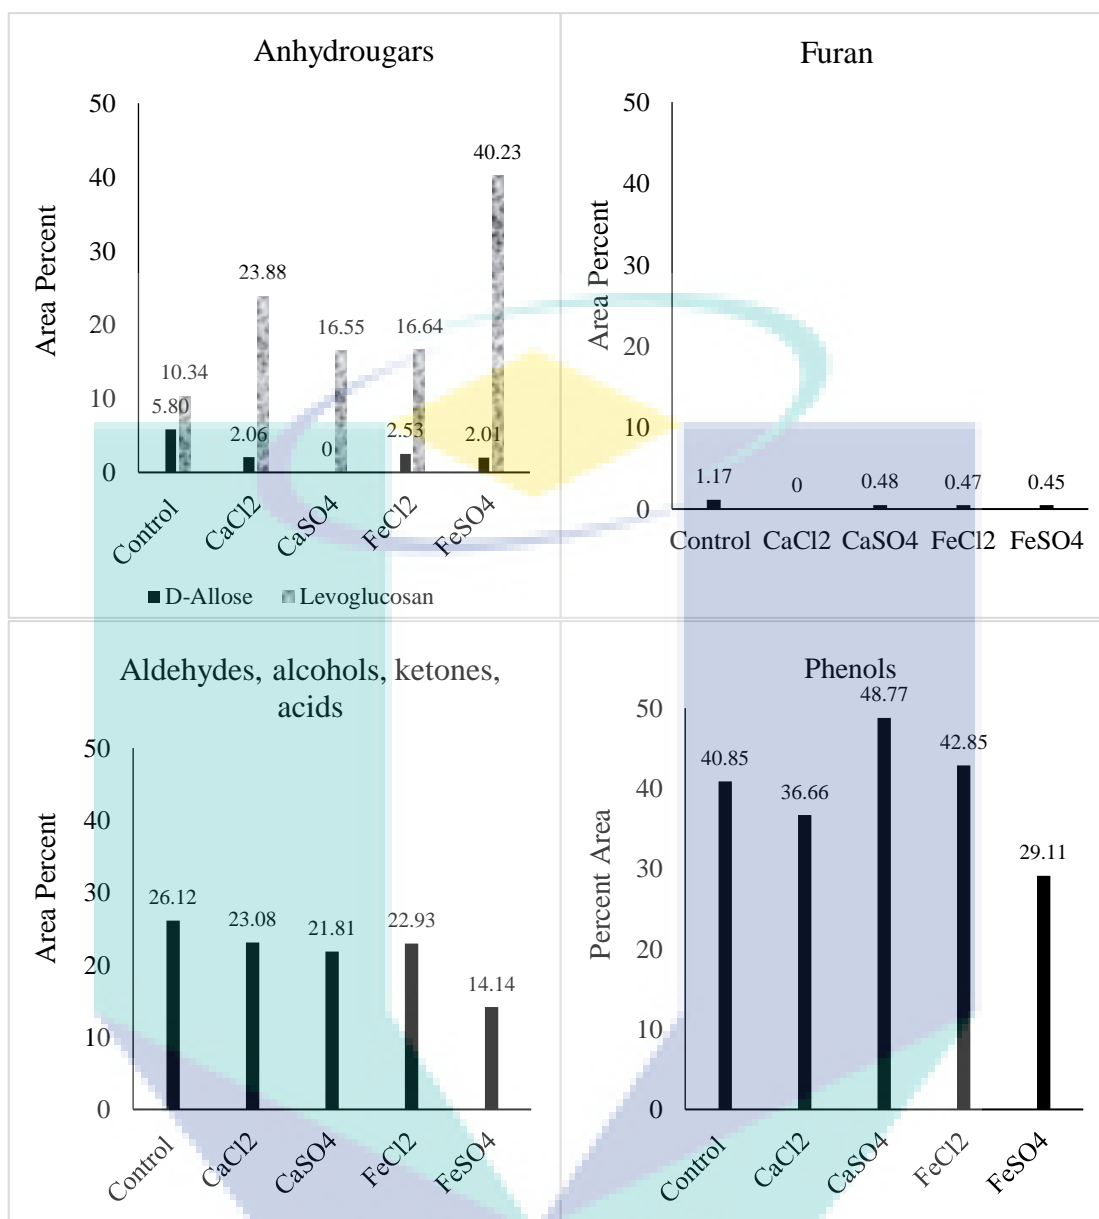 Anhydrougars
Area Percent
50
40
30
20
10
0
5.80
10.34
2.06
23.88
0
16.55
2.53
16.64
2.01
40.23
Control
CaCl2
CaSO4
FeCl2
FeSO4
D-Allose
Levoglucosan
Furan
Area Percent
50
40
30
20
10
0
1.17
0
0.48
0.47
0.45
Control
CaCl2
CaSO4
FeCl2
FeSO4
Aldehydes, alcohols, ketones,
acids
Area Percent
50
40
30
20
10
0
26.12
23.08
21.81
22.93
14.14
Control
CaCl2
CaSO4
FeCl2
FeSO4
Phenols
Percent Area
50
40
30
20
10
0
40.85
36.66
48.77
42.85
29.11
Control
CaCl2
CaSO4
FeCl2
FeSO4